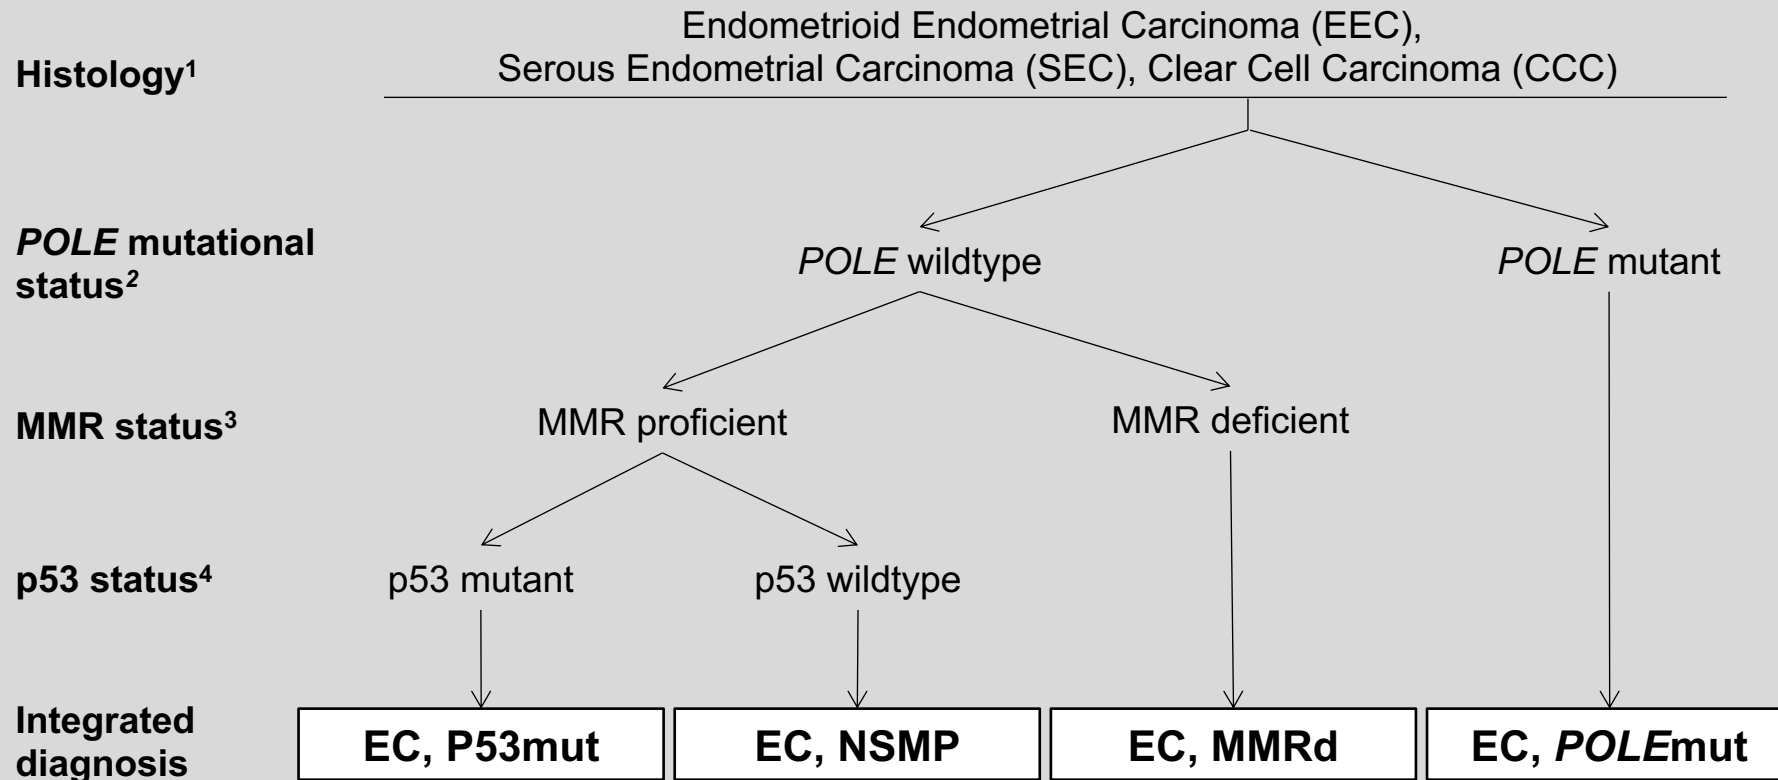 Endometrioid Endometrial Carcinoma (EEC),
Histology¹
Serous Endometrial Carcinoma (SEC), Clear Cell Carcinoma (CCC)
POLE mutational
status²
POLE wildtype
POLE mutant
MMR status³
MMR proficient
MMR deficient
p53 status⁴
p53 mutant
p53 wildtype
Integrated
diagnosis
EC, P53mut
EC, NSMP
EC, MMRd
EC, POLEmut